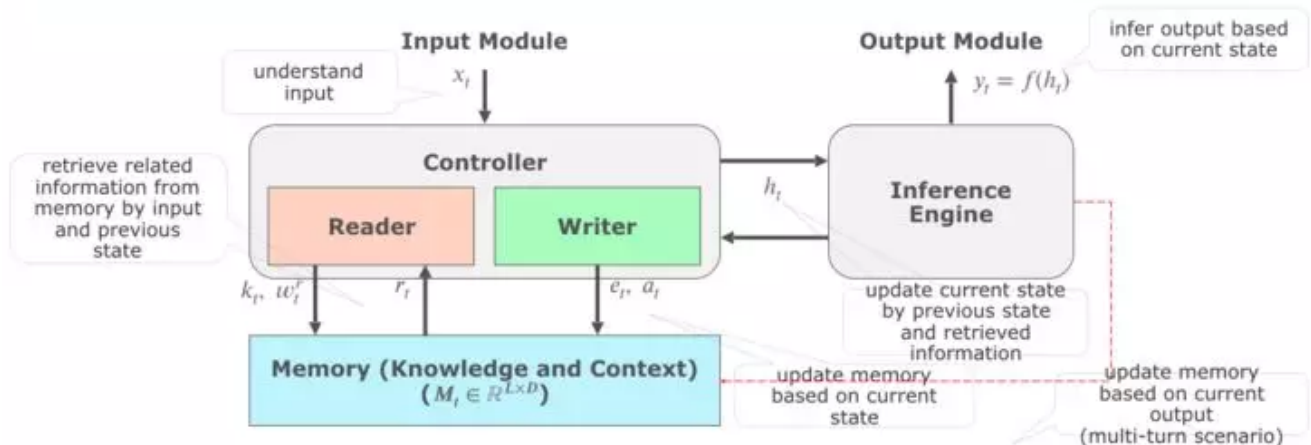 Input Module
Output Module
infer output based
on current state
understand
input
x_t
y_t = f(h_t)
retrieve related
information from
memory by input
and previous
state
Controller
Reader
Writer
h_t
Inference
Engine
k_t, w_t^r
r_t
e_t, a_t
update current state
by previous state
and retrieved
information
Memory (Knowledge and Context)
(M_t ∈ ℝ^{L×D})
update memory
based on current
state
update memory
based on current
output
(multi-turn scenario)